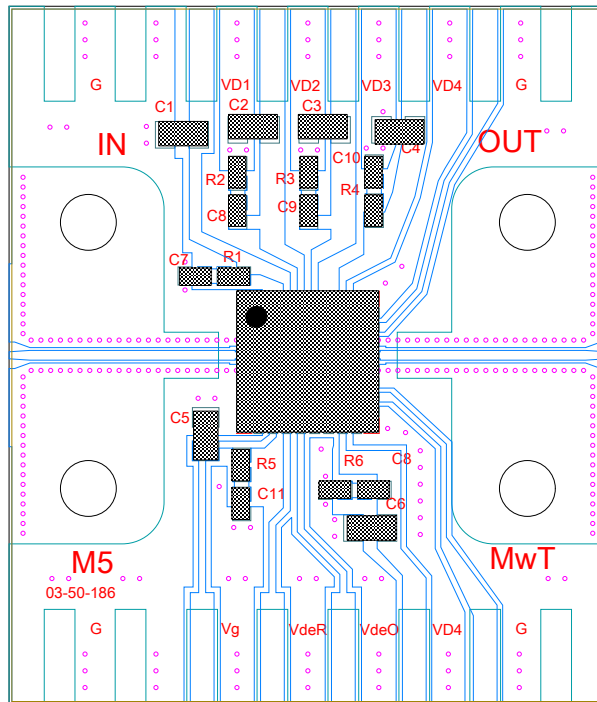 G VD1 VD2 VD3 VD4 G
C1 C2 C3
IN C10 C4 OUT
R2 R3 R4
C8 C9
C7 R1
C5
R5 R6 C8
C11 C6
M5 MwT
03-50-186
G Vg VdeR VdeO VD4 G